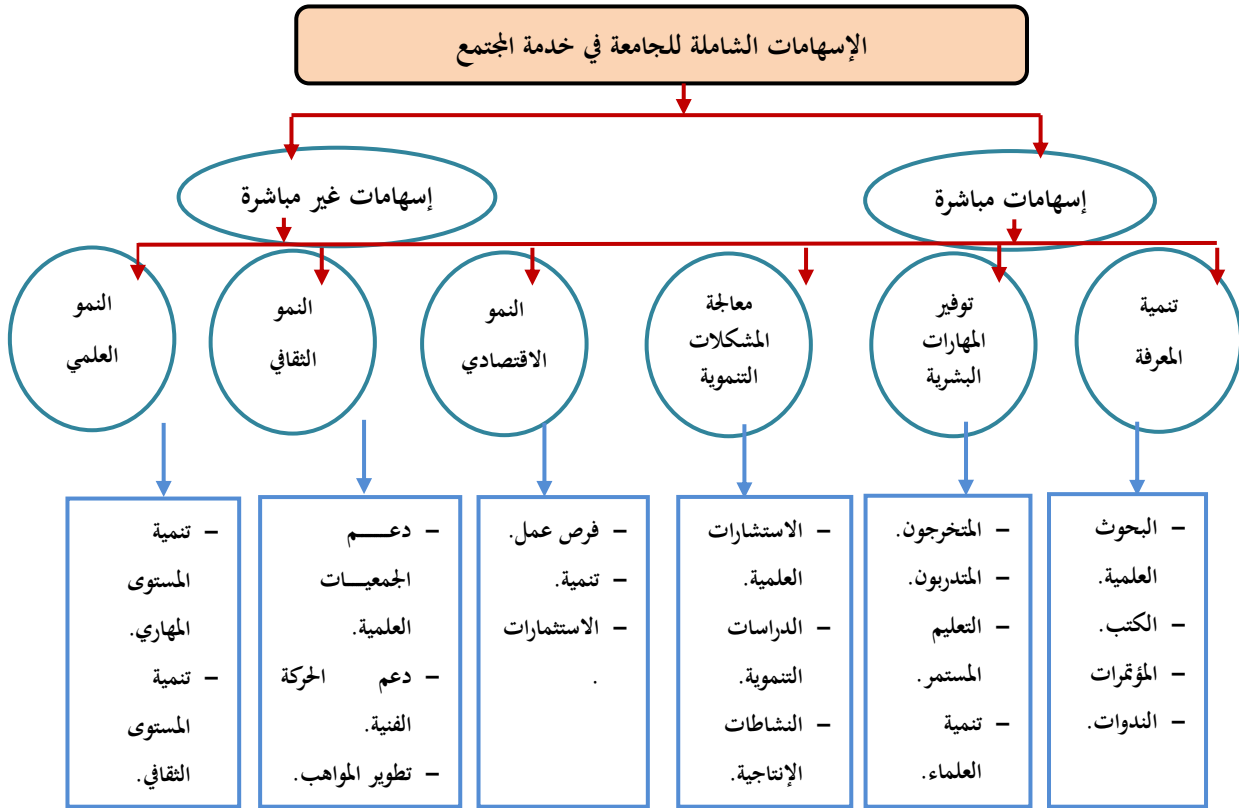 الإسهامات الشاملة للجامعة في خدمة المجتمع
إسهامات مباشرة
إسهامات غير مباشرة
تنمية
المعرفة
توفير
المهارات
البشرية
معالجة
المشكلات
التنموية
النمو
الاقتصادي
النمو
الثقافي
النمو
العلمي
– البحوث
العلمية.
– الكتب.
– المؤتمرات
– الندوات.
– المتخرجون.
– المتدربون.
– التعليم
المستمر.
– تنمية
العلماء.
– الاستشارات
العلمية.
– الدراسات
التنموية.
– النشاطات
الإنتاجية.
– فرص عمل.
– تنمية.
– الاستثمارات
.
– دعـــــم
الجمعيـــات
العلمية.
– دعم الحركة
الفنية.
– تطوير المواهب.
– تنمية
المستوى
المهاري.
– تنمية
المستوى
الثقافي.